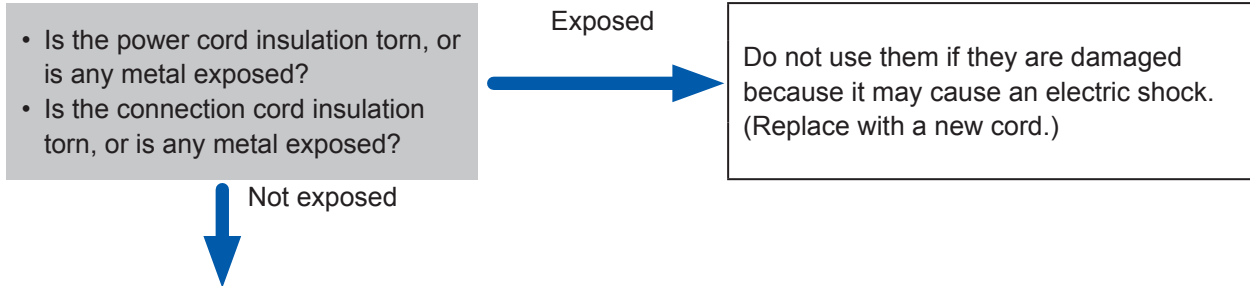 • Is the power cord insulation torn, or
is any metal exposed?
• Is the connection cord insulation
torn, or is any metal exposed?
Exposed
Do not use them if they are damaged
because it may cause an electric shock.
(Replace with a new cord.)
Not exposed